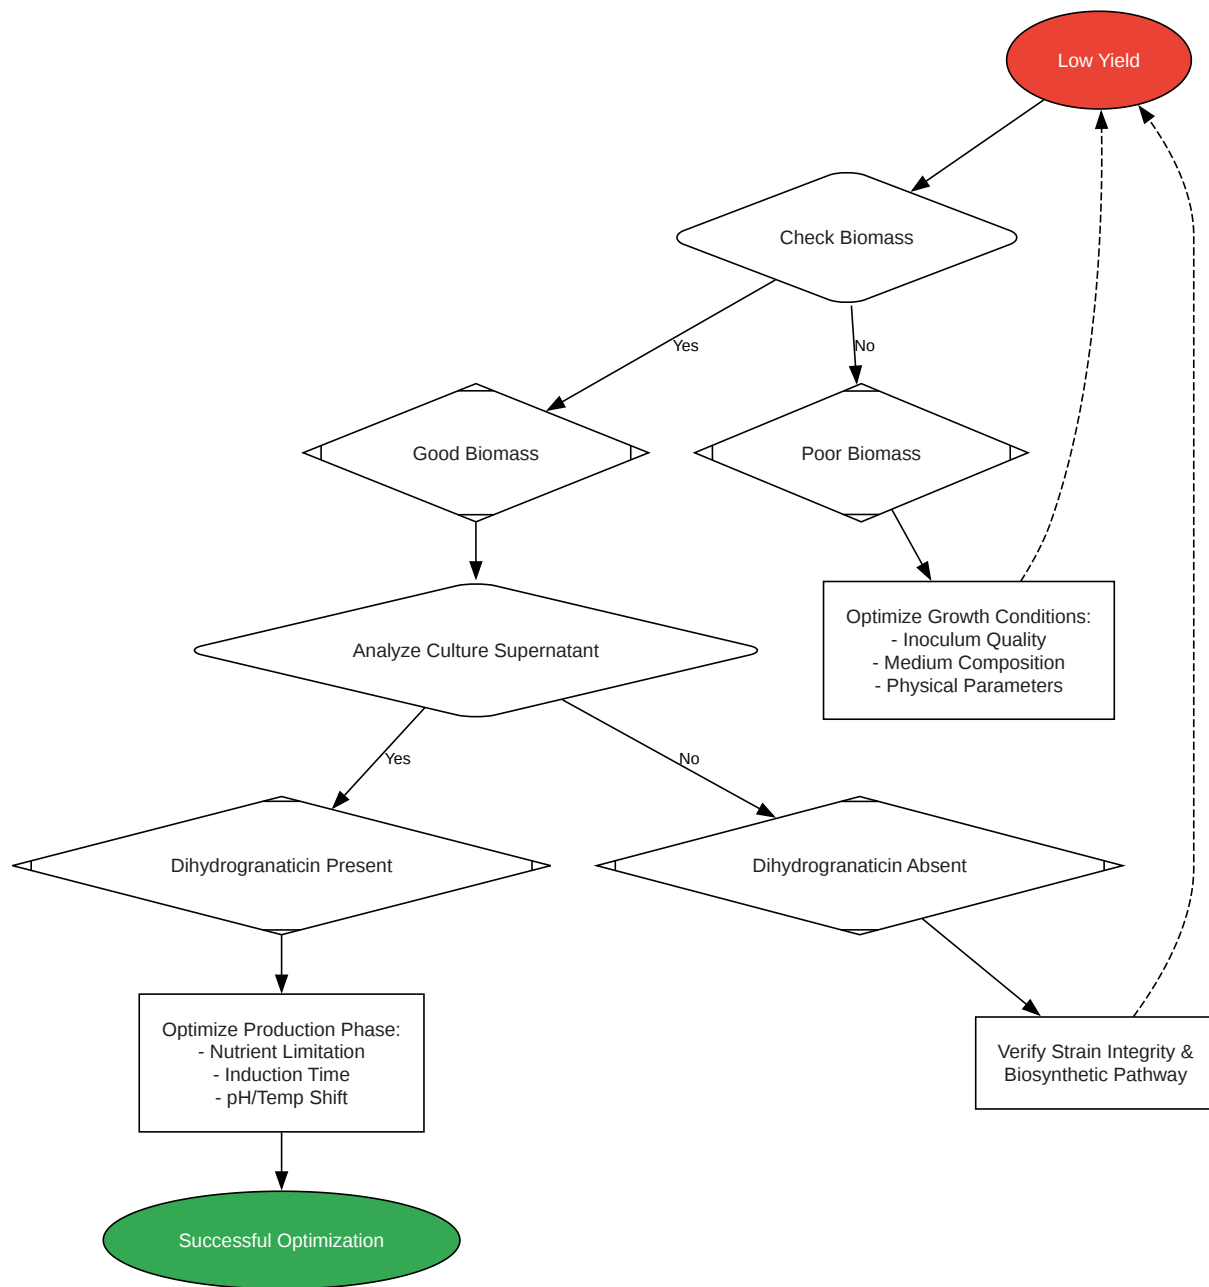 Low Yield
Check Biomass
Yes
No
Good Biomass
Poor Biomass
Optimize Growth Conditions:
- Inoculum Quality
- Medium Composition
- Physical Parameters
Analyze Culture Supernatant
Yes
No
Dihydrogranaticin Present
Dihydrogranaticin Absent
Optimize Production Phase:
- Nutrient Limitation
- Induction Time
- pH/Temp Shift
Verify Strain Integrity &
Biosynthetic Pathway
Successful Optimization